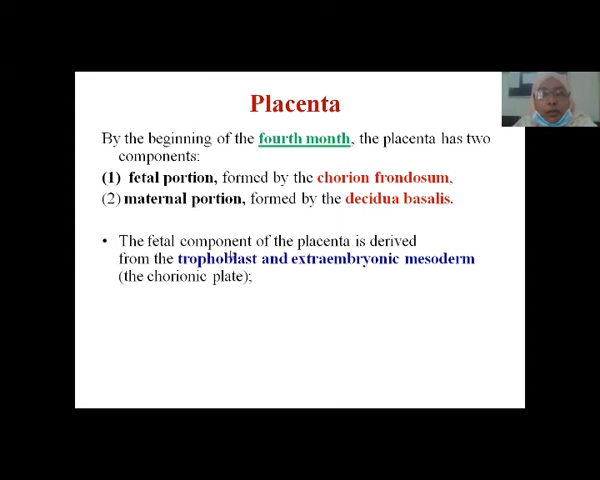 Placenta
By the beginning of the fourth month, the placenta has two
components:
(1) fetal portion, formed by the chorion frondosum,
(2) maternal portion, formed by the decidua basalis.
• The fetal component of the placenta is derived
from the trophoblast and extraembryonic mesoderm
(the chorionic plate);